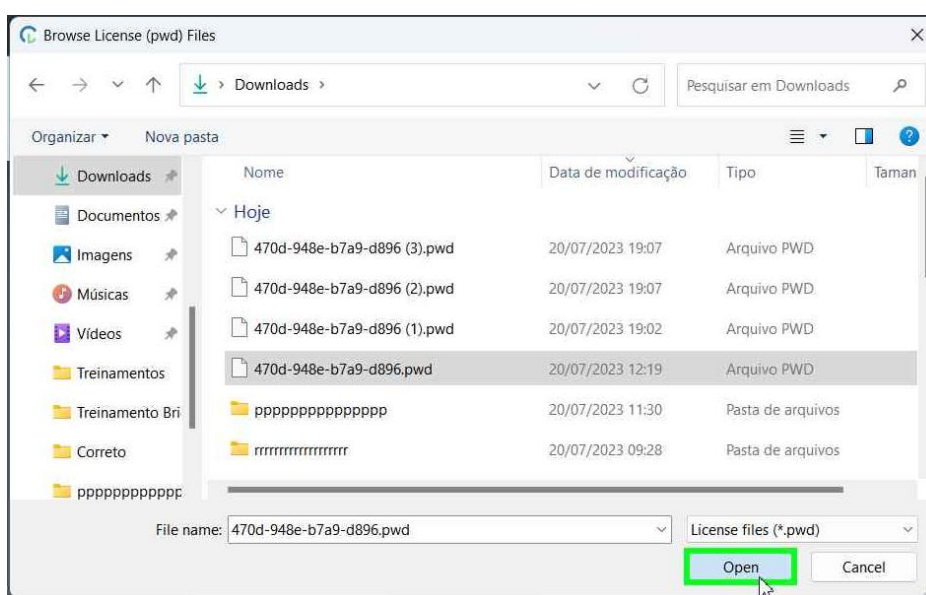 Browse License (pwd) Files
Downloads
Pesquisar em Downloads
Organizar
Nova pasta
Nome
Data de modificação
Tipo
Taman
Downloads
Documentos
Imagens
Músicas
Vídeos
Treinamentos
Treinamento Bri
Correto
pppppppppppp
Hoje
470d-948e-b7a9-d896 (3).pwd 20/07/2023 19:07 Arquivo PWD
470d-948e-b7a9-d896 (2).pwd 20/07/2023 19:07 Arquivo PWD
470d-948e-b7a9-d896 (1).pwd 20/07/2023 19:02 Arquivo PWD
470d-948e-b7a9-d896.pwd 20/07/2023 12:19 Arquivo PWD
ppppppppppppppp 20/07/2023 11:30 Pasta de arquivos
rrrrrrrrrrrrrrrrrrr 20/07/2023 09:28 Pasta de arquivos
File name: 470d-948e-b7a9-d896.pwd
License files (*.pwd)
Open
Cancel